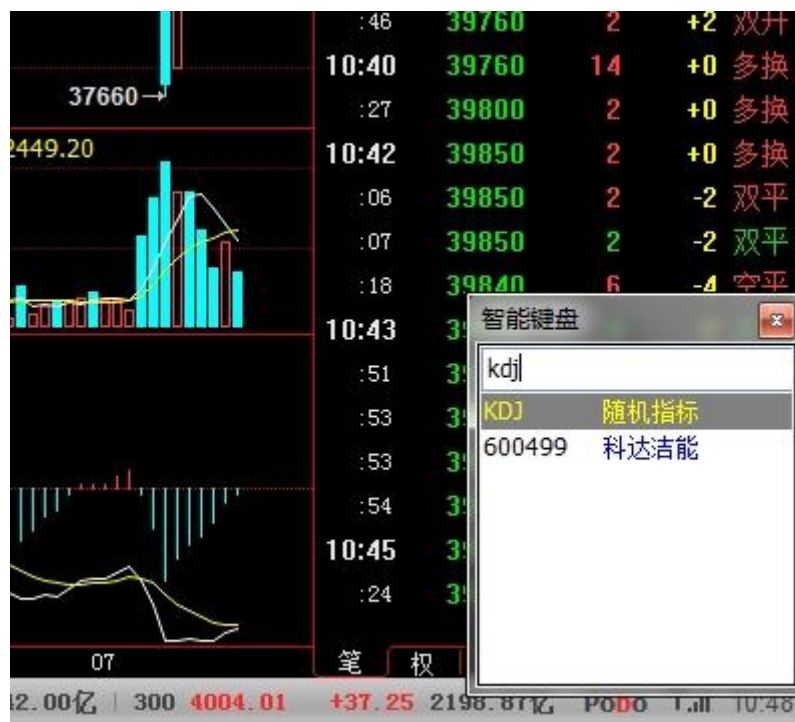 :46 39760 2 +2 双开
10:40 39760 14 +0 多换
37660→
:27 39800 2 +0 多换
2449.20
10:42 39850 2 +0 多换
:06 39850 2 -2 双平
:07 39850 2 -2 双平
:18 39840 6 -4 空平
智能键盘
10:43
:51
kdj
:53
KDJ 随机指标
:53
600499 科达洁能
:54
10:45
:24
07
笔 权
2.00亿 300 4004.01 +37.25 2198.87亿 10:48